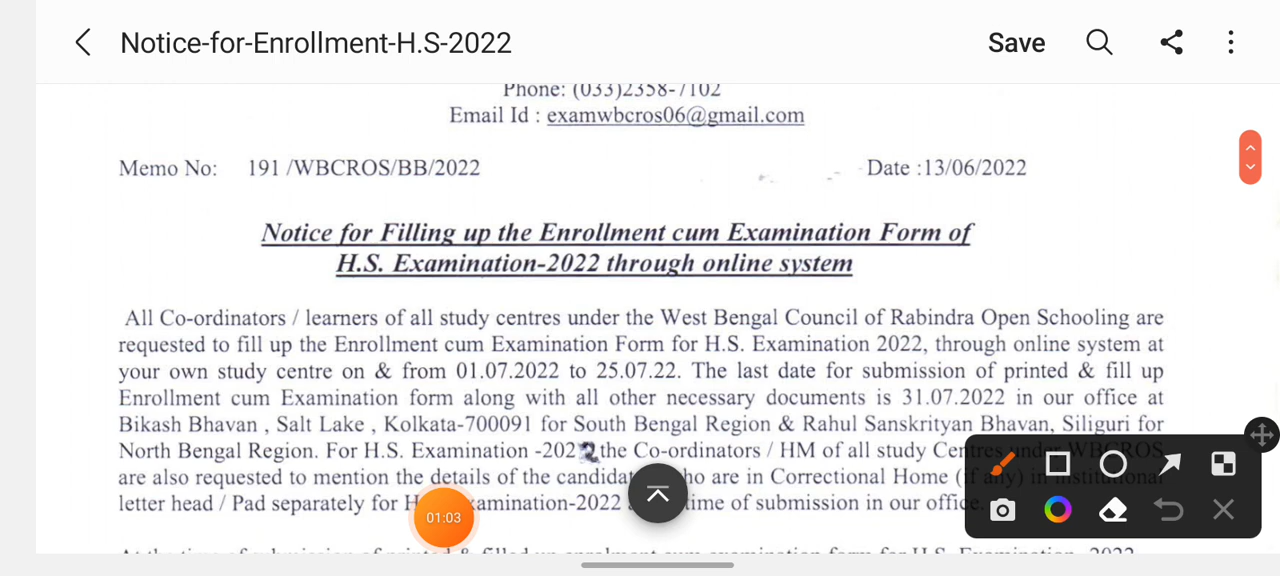 Notice-for-Enrollment-H.S-2022 Save
Phone: (033)2358-7102
Email Id : examwbcros06@gmail.com
Memo No: 191 /WBCROS/BB/2022 Date :13/06/2022
Notice for Filling up the Enrollment cum Examination Form of
H.S. Examination-2022 through online system
All Co-ordinators / learners of all study centres under the West Bengal Council of Rabindra Open Schooling are
requested to fill up the Enrollment cum Examination Form for H.S. Examination 2022, through online system at
your own study centre on & from 01.07.2022 to 25.07.22. The last date for submission of printed & fill up
Enrollment cum Examination form along with all other necessary documents is 31.07.2022 in our office at
Bikash Bhavan , Salt Lake , Kolkata-700091 for South Bengal Region & Rahul Sanskrityan Bhavan, Siliguri for
North Bengal Region. For H.S. Examination -2022 the Co-ordinators / HM of all study Centres under WBCROS
are also requested to mention the details of the who are in Correctional Home (if any) in institutional
letter head / Pad separately for -2022 time of submission in our office.
01:03